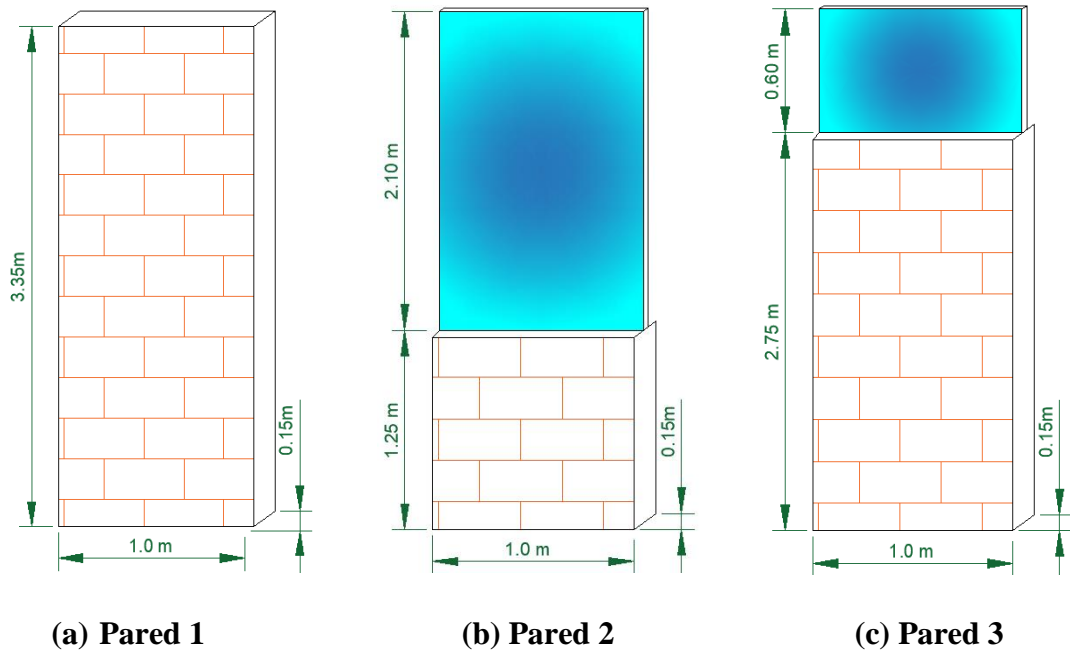 3.35m
0.15m
1.0 m
(a) Pared 1
2.10 m
1.25 m
0.15m
1.0 m
(b) Pared 2
0.60 m
2.75 m
0.15m
1.0 m
(c) Pared 3